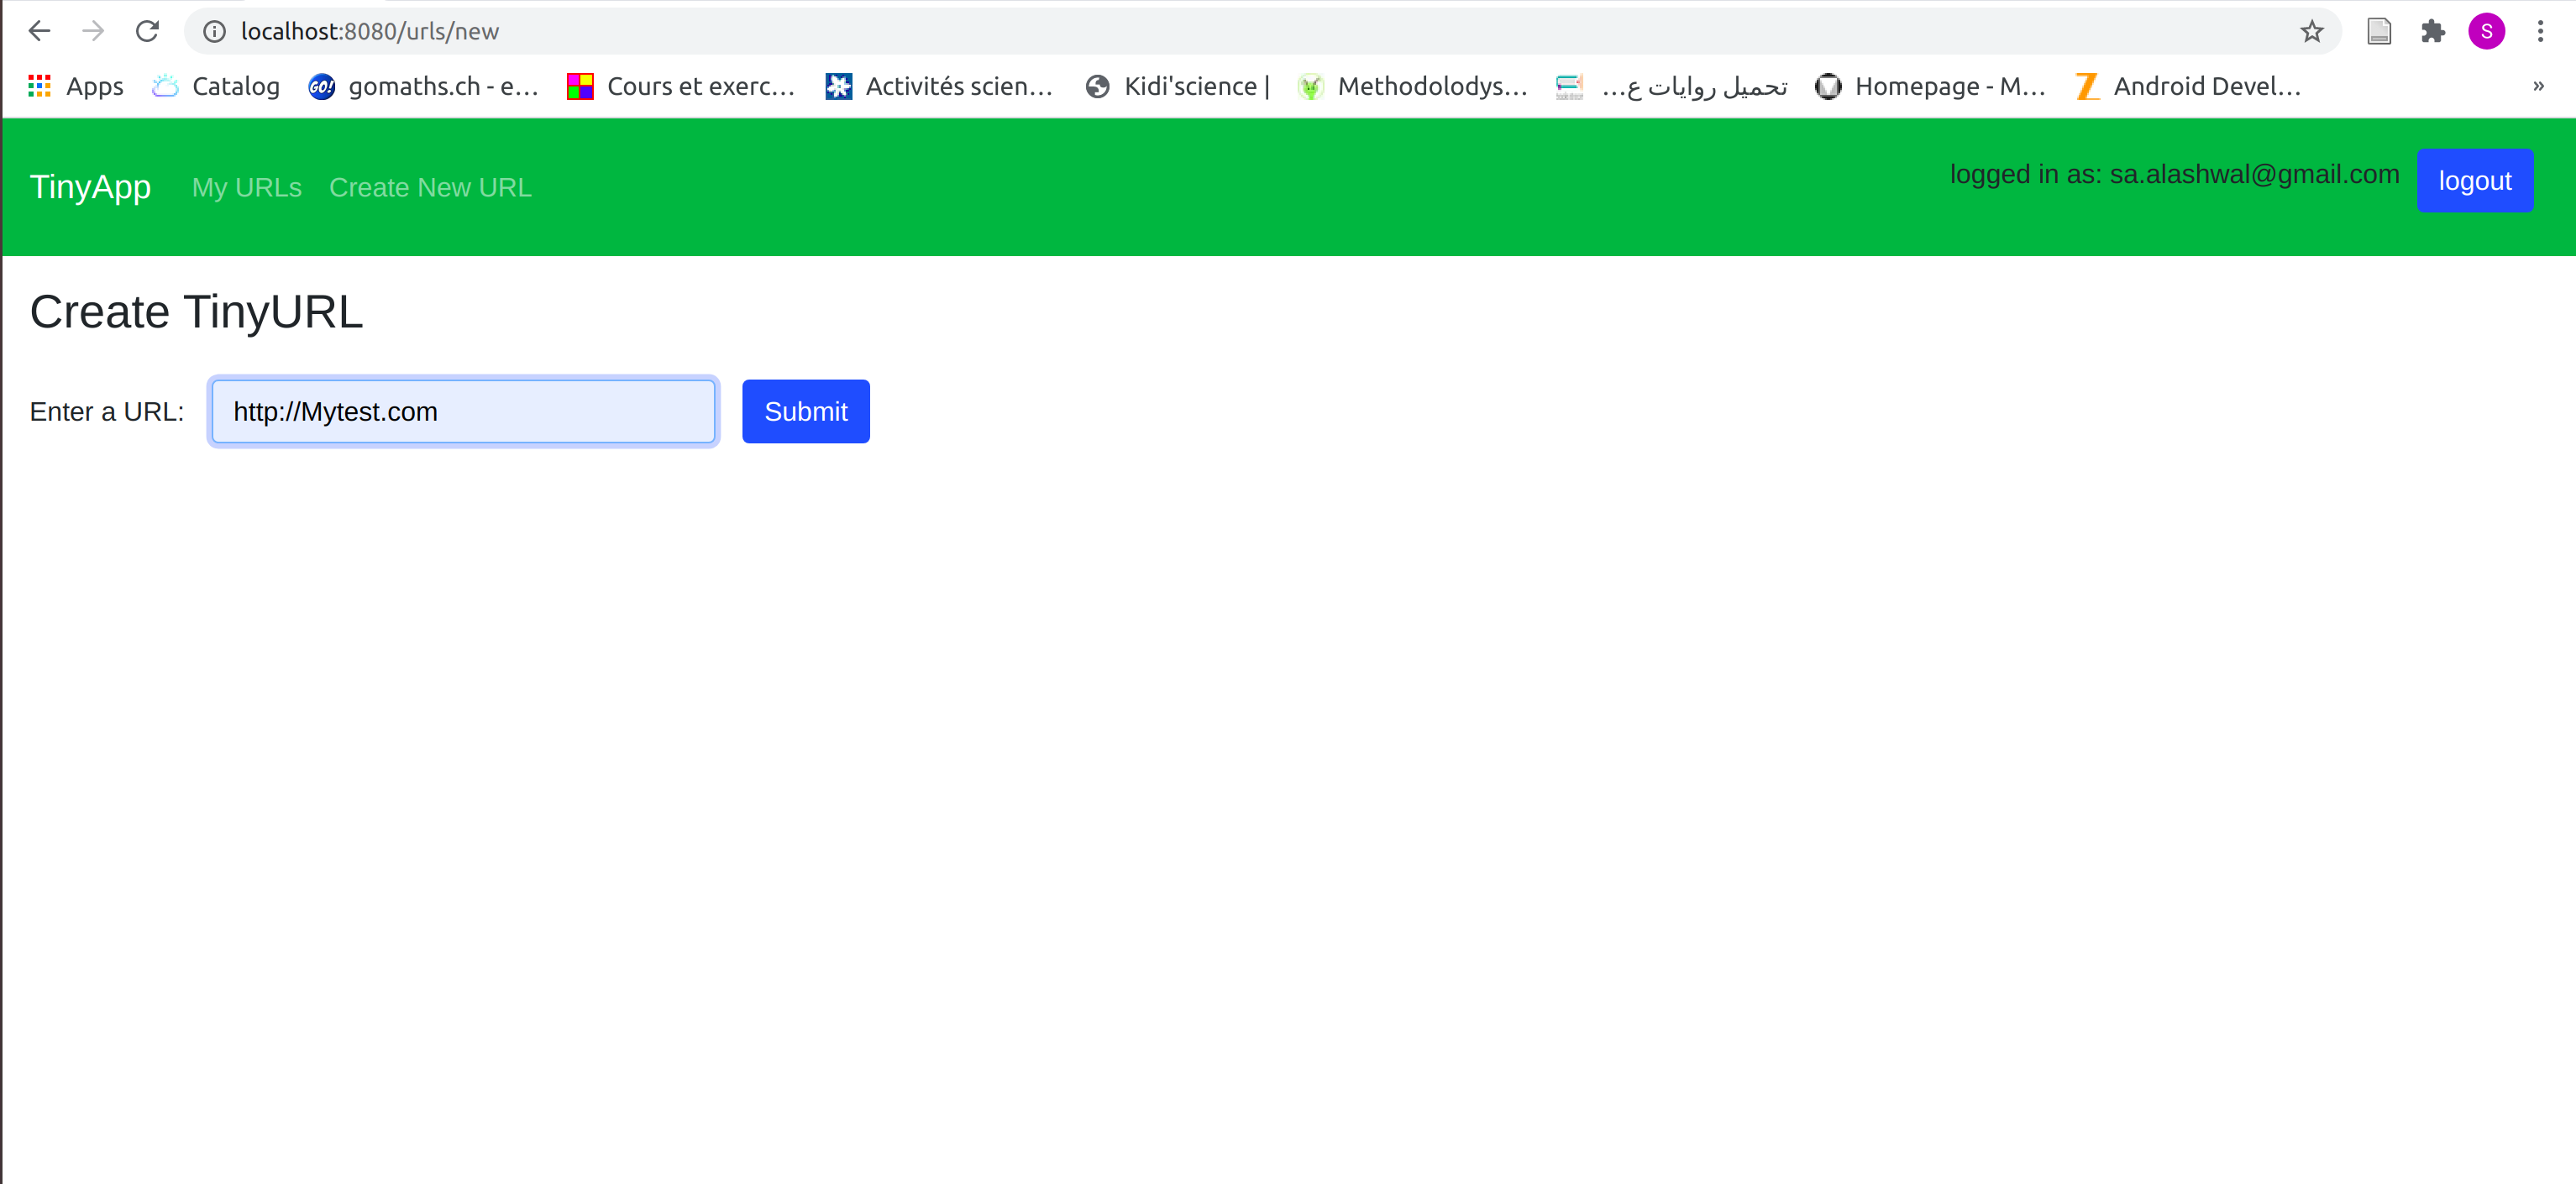 localhost:8080/urls/new
S
Apps Catalog gomaths.ch - e... Cours et exerc... Activités scien... Kidi'science | Methodolodys... تحميل روايات ع... Homepage - M... Android Devel... »
TinyApp My URLs Create New URL logged in as: sa.alashwal@gmail.com logout
Create TinyURL
Enter a URL: http://Mytest.com Submit